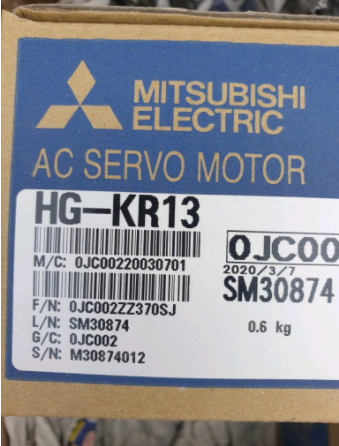 MITSUBISHI
ELECTRIC
AC SERVO MOTOR
HG-KR13
M/C: 0JC00220030701
0JC00
2020/3/7
SM30874
F/N: 0JC002ZZ370SJ
L/N: SM30874
G/C: 0JC002
S/N: M30874012
0.6 kg